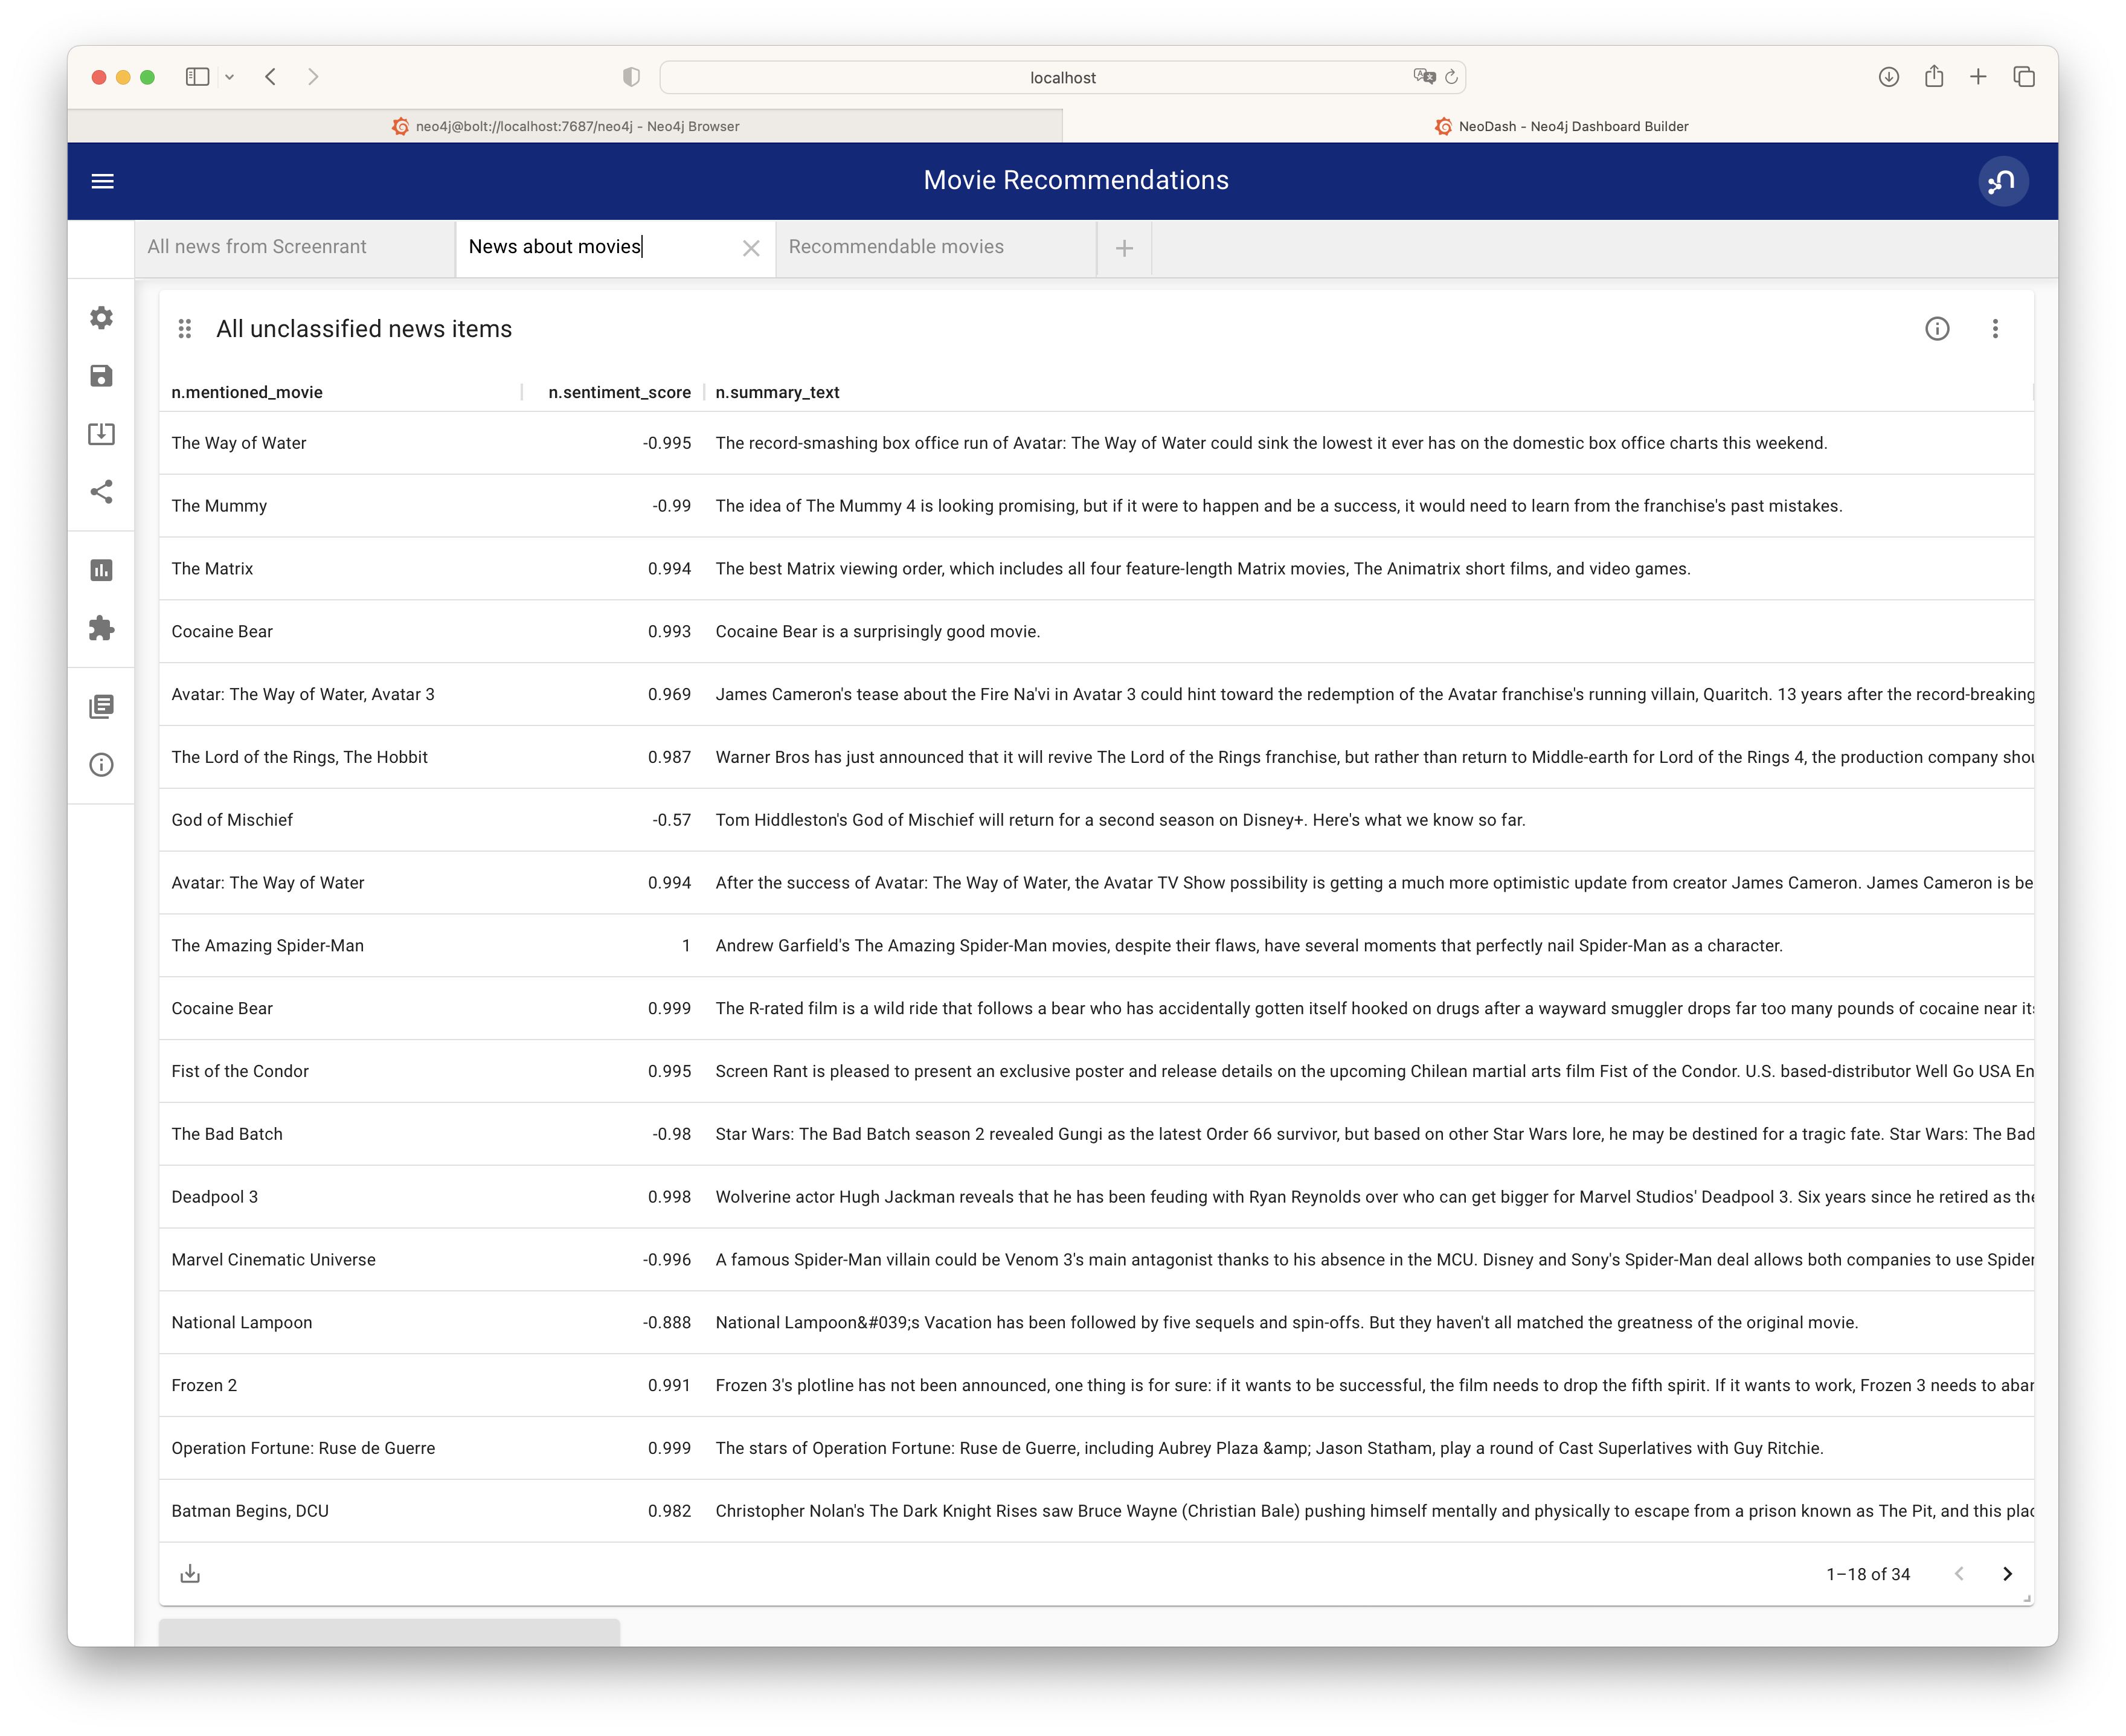 localhost
neo4j@bolt://localhost:7687/neo4j - Neo4j Browser
NeoDash - Neo4j Dashboard Builder
Movie Recommendations
All news from Screenrant
News about movies
Recommendable movies
All unclassified news items
n.mentioned_movie n.sentiment_score n.summary_text
The Way of Water -0.995 The record-smashing box office run of Avatar: The Way of Water could sink the lowest it ever has on the domestic box office charts this weekend.
The Mummy -0.99 The idea of The Mummy 4 is looking promising, but if it were to happen and be a success, it would need to learn from the franchise's past mistakes.
The Matrix 0.994 The best Matrix viewing order, which includes all four feature-length Matrix movies, The Animatrix short films, and video games.
Cocaine Bear 0.993 Cocaine Bear is a surprisingly good movie.
Avatar: The Way of Water, Avatar 3 0.969 James Cameron's tease about the Fire Na'vi in Avatar 3 could hint toward the redemption of the Avatar franchise's running villain, Quaritch. 13 years after the record-breaking
The Lord of the Rings, The Hobbit 0.987 Warner Bros has just announced that it will revive The Lord of the Rings franchise, but rather than return to Middle-earth for Lord of the Rings 4, the production company shou
God of Mischief -0.57 Tom Hiddleston's God of Mischief will return for a second season on Disney+. Here's what we know so far.
Avatar: The Way of Water 0.994 After the success of Avatar: The Way of Water, the Avatar TV Show possibility is getting a much more optimistic update from creator James Cameron. James Cameron is be
The Amazing Spider-Man 1 Andrew Garfield's The Amazing Spider-Man movies, despite their flaws, have several moments that perfectly nail Spider-Man as a character.
Cocaine Bear 0.999 The R-rated film is a wild ride that follows a bear who has accidentally gotten itself hooked on drugs after a wayward smuggler drops far too many pounds of cocaine near its
Fist of the Condor 0.995 Screen Rant is pleased to present an exclusive poster and release details on the upcoming Chilean martial arts film Fist of the Condor. U.S. based-distributor Well Go USA En
The Bad Batch -0.98 Star Wars: The Bad Batch season 2 revealed Gungi as the latest Order 66 survivor, but based on other Star Wars lore, he may be destined for a tragic fate. Star Wars: The Bad
Deadpool 3 0.998 Wolverine actor Hugh Jackman reveals that he has been feuding with Ryan Reynolds over who can get bigger for Marvel Studios' Deadpool 3. Six years since he retired as the
Marvel Cinematic Universe -0.996 A famous Spider-Man villain could be Venom 3's main antagonist thanks to his absence in the MCU. Disney and Sony's Spider-Man deal allows both companies to use Spider
National Lampoon -0.888 National Lampoon&#039;s Vacation has been followed by five sequels and spin-offs. But they haven't all matched the greatness of the original movie.
Frozen 2 0.991 Frozen 3's plotline has not been announced, one thing is for sure: if it wants to be successful, the film needs to drop the fifth spirit. If it wants to work, Frozen 3 needs to aban
Operation Fortune: Ruse de Guerre 0.999 The stars of Operation Fortune: Ruse de Guerre, including Aubrey Plaza &amp; Jason Statham, play a round of Cast Superlatives with Guy Ritchie.
Batman Begins, DCU 0.982 Christopher Nolan's The Dark Knight Rises saw Bruce Wayne (Christian Bale) pushing himself mentally and physically to escape from a prison known as The Pit, and this plac
1–18 of 34